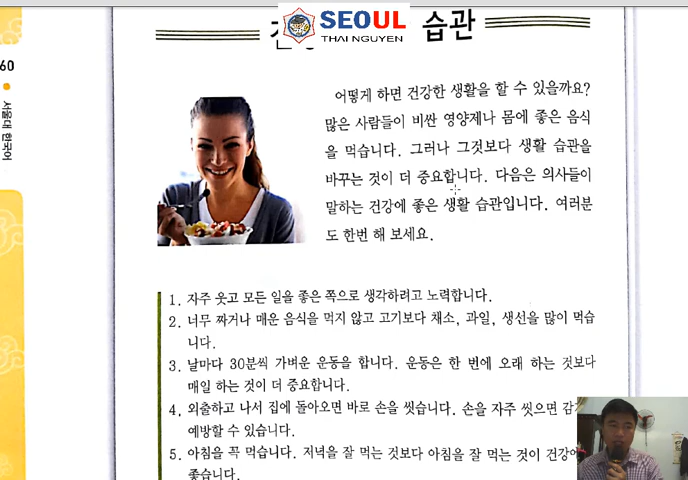 SEOUL
THAI NGUYEN
습관
60
서울대 한국어
어떻게 하면 건강한 생활을 할 수 있을까요?
많은 사람들이 비싼 영양제나 몸에 좋은 음식
을 먹습니다. 그러나 그것보다 생활 습관을
바꾸는 것이 더 중요합니다. 다음은 의사들이
말하는 건강에 좋은 생활 습관입니다. 여러분
도 한번 해 보세요.
1. 자주 웃고 모든 일을 좋은 쪽으로 생각하려고 노력합니다.
2. 너무 짜거나 매운 음식을 먹지 않고 고기보다 채소, 과일, 생선을 많이 먹습
니다.
3. 날마다 30분씩 가벼운 운동을 합니다. 운동은 한 번에 오래 하는 것보다
매일 하는 것이 더 중요합니다.
4. 외출하고 나서 집에 돌아오면 바로 손을 씻습니다. 손을 자주 씻으면 감
예방할 수 있습니다.
5. 아침을 꼭 먹습니다. 저녁을 잘 먹는 것보다 아침을 잘 먹는 것이 건강에
좋습니다.